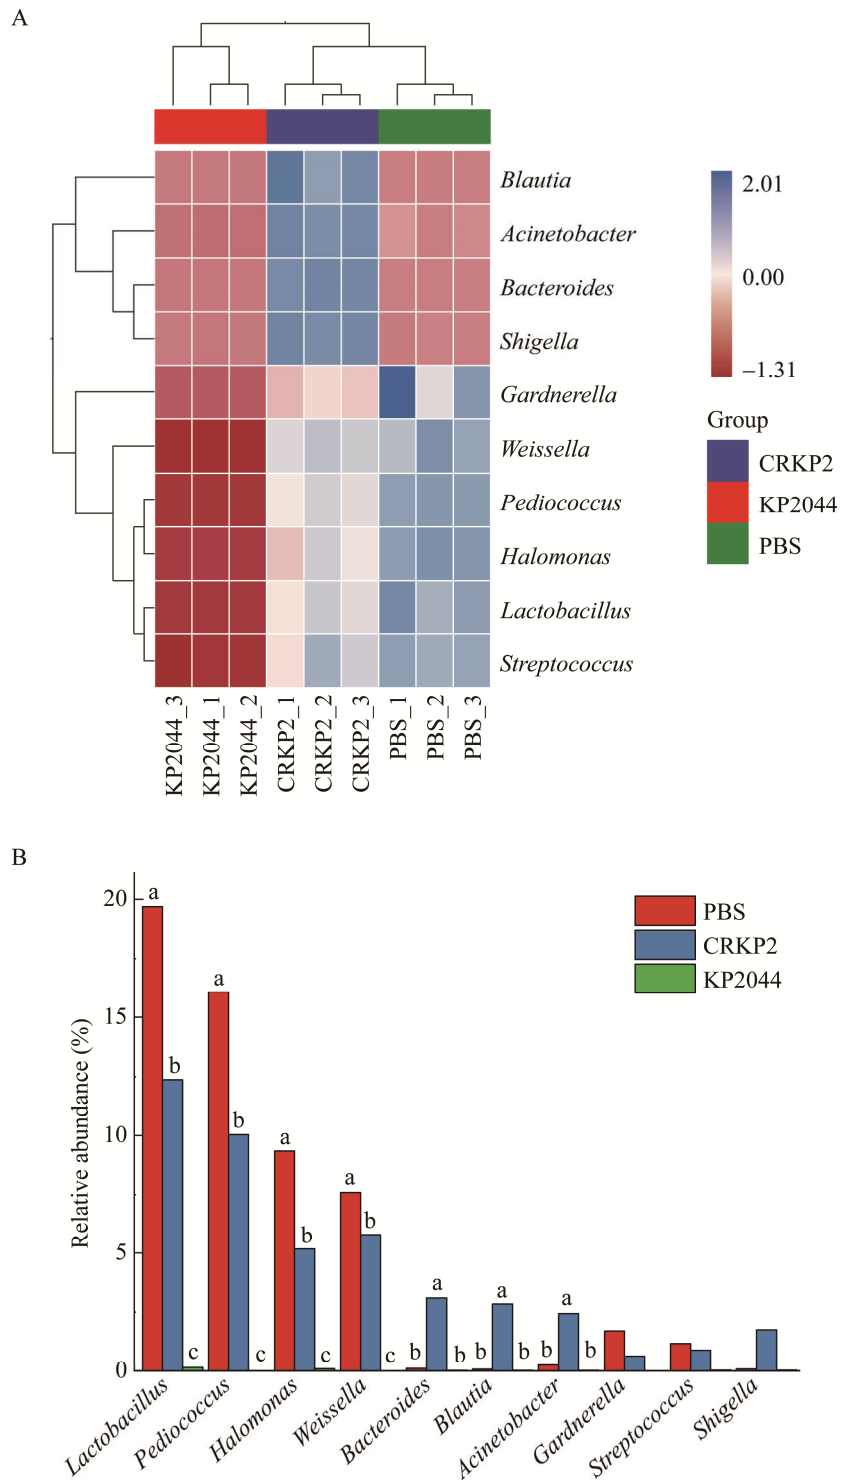 A
Blautia
Acinetobacter
Bacteroides
Shigella
Gardnerella
Weissella
Pediococcus
Halomonas
Lactobacillus
Streptococcus
2.01
0.00
–1.31
Group
CRKP2
KP2044
PBS
KP2044_3
KP2044_1
KP2044_2
CRKP2_1
CRKP2_2
CRKP2_3
PBS_1
PBS_2
PBS_3
B
Relative abundance (%)
20
15
10
5
0
a
b
c
a
b
c
a
b
c
a
b
c
b
a
b
b
a
b
b
a
b
PBS
CRKP2
KP2044
Lactobacillus
Pediococcus
Halomonas
Weissella
Bacteroides
Blautia
Acinetobacter
Gardnerella
Streptococcus
Shigella